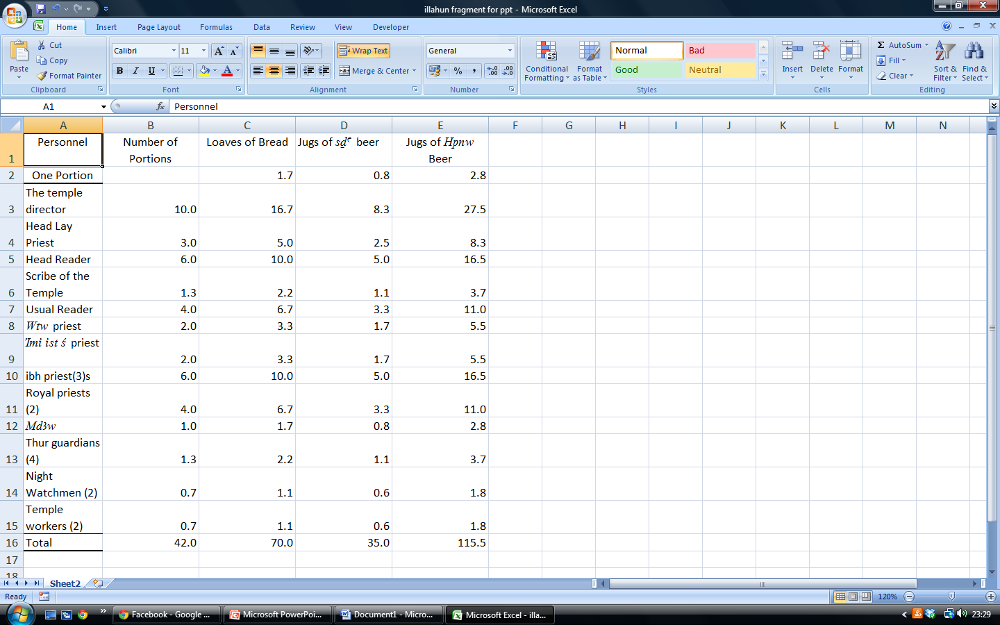 illahun fragment for ppt - Microsoft Excel
Home Insert Page Layout Formulas Data Review View Developer
Paste
Cut
Copy
Format Painter
Clipboard
Calibri 11
B I U
Font
Wrap Text
Merge & Center
Alignment
General
Number
Conditional Formatting
Format as Table
Normal Bad
Good Neutral
Styles
Insert Delete Format
Cells
AutoSum
Fill
Clear
Sort & Filter
Find & Select
Editing
A1 fx Personnel
A B C D E F G H I J K L M N
1 Personnel Number of Portions Loaves of Bread Jugs of sḏꜥ beer Jugs of Hpnw Beer
2 One Portion 1.7 0.8 2.8
3 The temple director 10.0 16.7 8.3 27.5
4 Head Lay Priest 3.0 5.0 2.5 8.3
5 Head Reader 6.0 10.0 5.0 16.5
6 Scribe of the Temple 1.3 2.2 1.1 3.7
7 Usual Reader 4.0 6.7 3.3 11.0
8 Wtw priest 2.0 3.3 1.7 5.5
9 Ἰmi ist ś priest 2.0 3.3 1.7 5.5
10 ibh priest(3)s 6.0 10.0 5.0 16.5
11 Royal priests (2) 4.0 6.7 3.3 11.0
12 Mdꜣw 1.0 1.7 0.8 2.8
13 Thur guardians (4) 1.3 2.2 1.1 3.7
14 Night Watchmen (2) 0.7 1.1 0.6 1.8
15 Temple workers (2) 0.7 1.1 0.6 1.8
16 Total 42.0 70.0 35.0 115.5
17
18
Sheet2
Ready 120%
Facebook - Google ... Microsoft PowerPoi... Document1 - Micro... Microsoft Excel - illa... 23:29